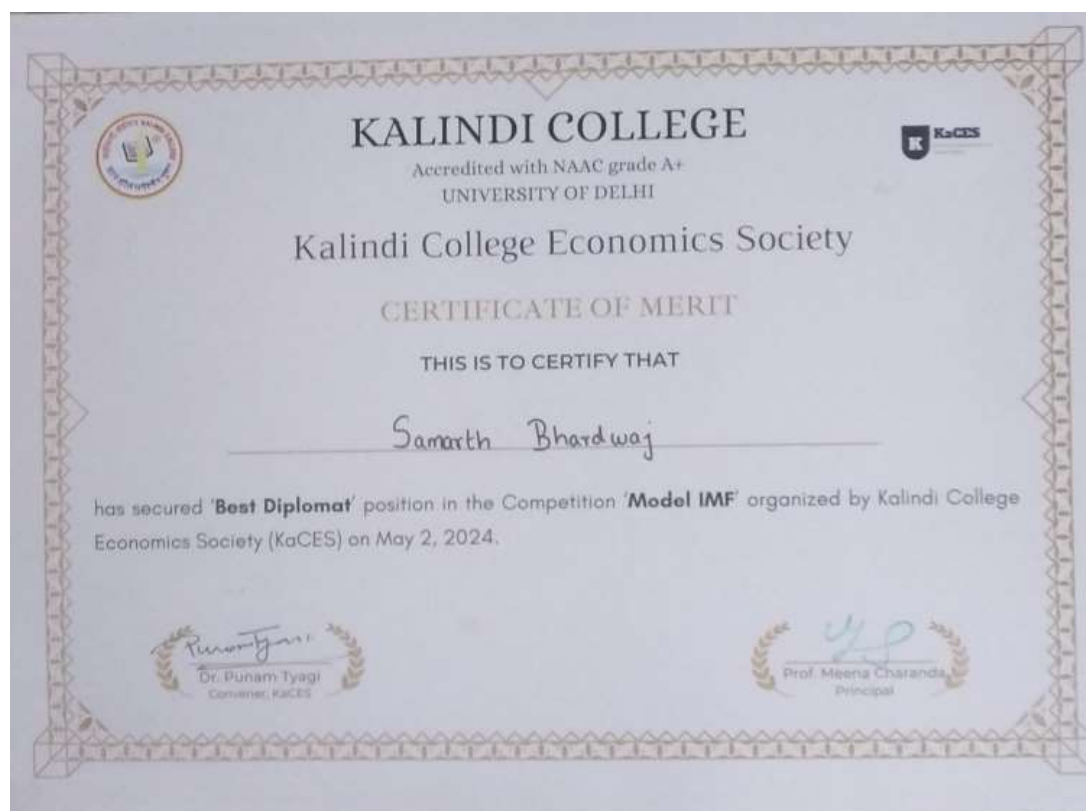 KALINDI COLLEGE
Accredited with NAAC grade A+
UNIVERSITY OF DELHI
KaCES
Kalindi College Economics Society
CERTIFICATE OF MERIT
THIS IS TO CERTIFY THAT
Samarth Bhardwaj
has secured 'Best Diplomat' position in the Competition 'Model IMF' organized by Kalindi College
Economics Society (KaCES) on May 2, 2024.
Dr. Punam Tyagi
Convener, KaCES
Prof. Meena Charanda
Principal